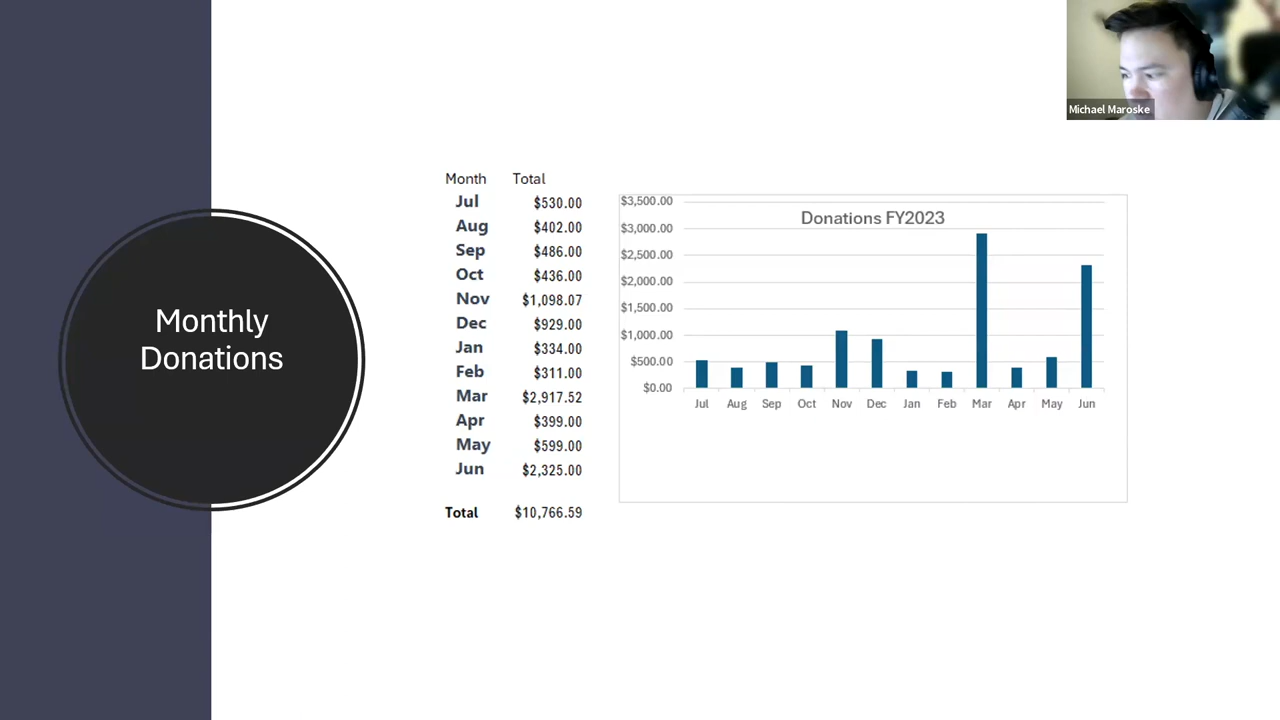 Michael Maroske
Monthly
Donations
Month Total
Jul $530.00
Aug $402.00
Sep $486.00
Oct $436.00
Nov $1,098.07
Dec $929.00
Jan $334.00
Feb $311.00
Mar $2,917.52
Apr $399.00
May $599.00
Jun $2,325.00
Total $10,766.59
Donations FY2023
$3,500.00
$3,000.00
$2,500.00
$2,000.00
$1,500.00
$1,000.00
$500.00
$0.00
Jul Aug Sep Oct Nov Dec Jan Feb Mar Apr May Jun